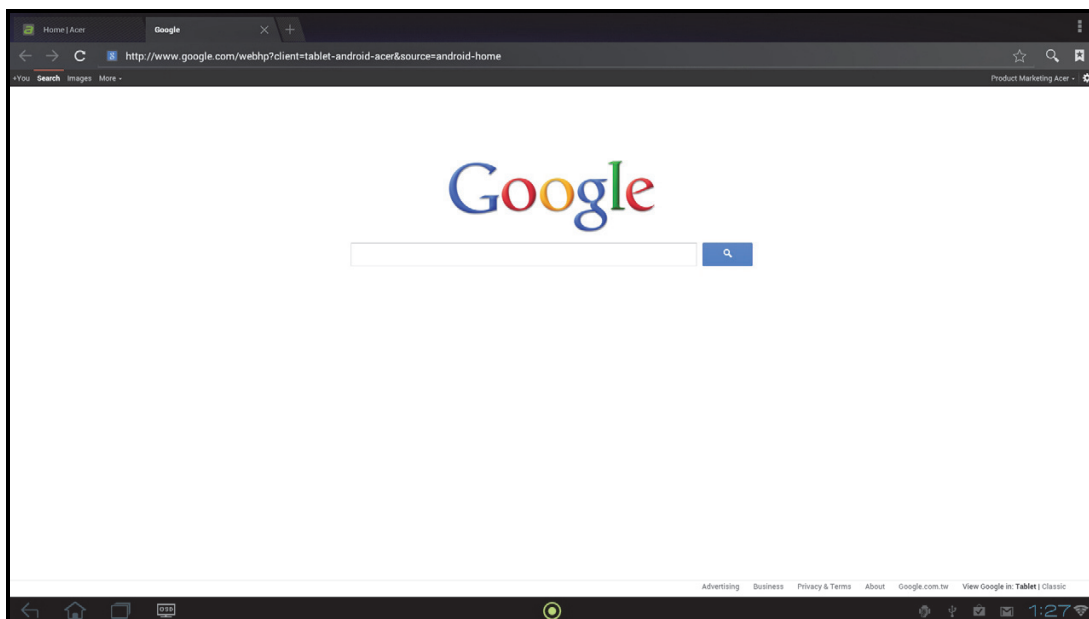 Home | Acer
Google
http://www.google.com/webhp?client=tablet-android-acer&source=android-home
+You Search Images More
Product Marketing Acer
Google
Advertising Business Privacy & Terms About Google.com.tw View Google in: Tablet | Classic
OSD
1:27